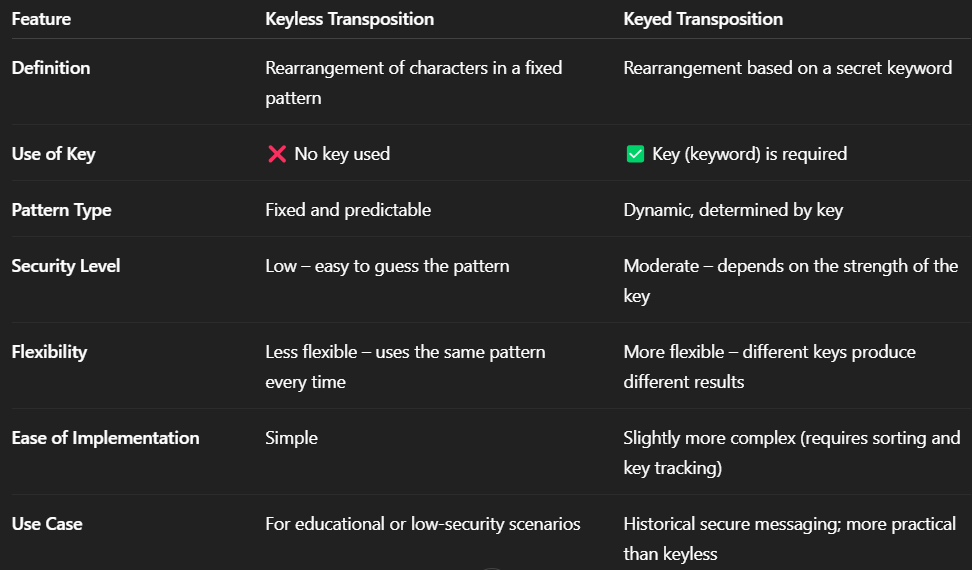 Feature Keyless Transposition Keyed Transposition
Definition Rearrangement of characters in a fixed Rearrangement based on a secret keyword
pattern
Use of Key ❌ No key used ✅ Key (keyword) is required
Pattern Type Fixed and predictable Dynamic, determined by key
Security Level Low – easy to guess the pattern Moderate – depends on the strength of the
key
Flexibility Less flexible – uses the same pattern More flexible – different keys produce
every time different results
Ease of Implementation Simple Slightly more complex (requires sorting and
key tracking)
Use Case For educational or low-security scenarios Historical secure messaging; more practical
than keyless